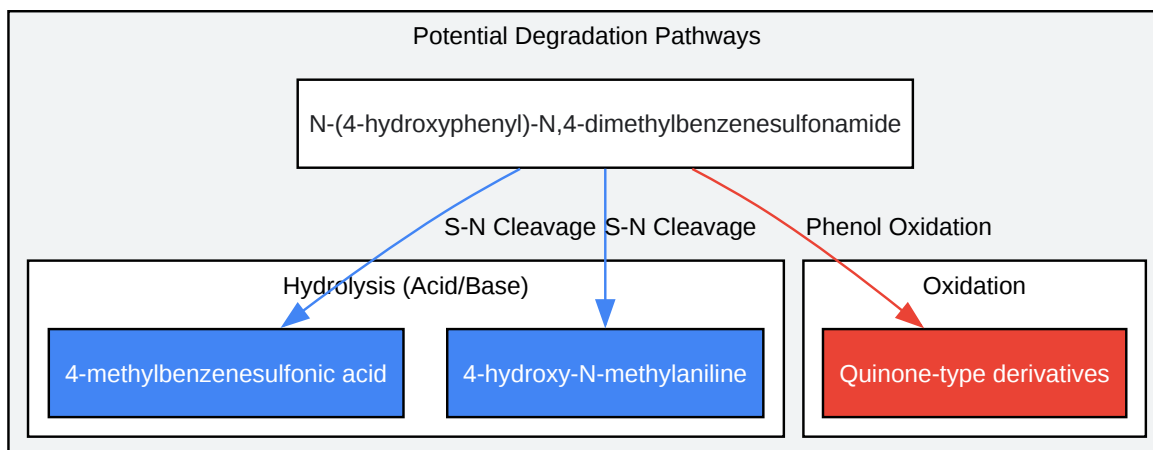 Potential Degradation Pathways
N-(4-hydroxyphenyl)-N,4-dimethylbenzenesulfonamide
S-N Cleavage
S-N Cleavage
Phenol Oxidation
Hydrolysis (Acid/Base)
Oxidation
4-methylbenzenesulfonic acid
4-hydroxy-N-methylaniline
Quinone-type derivatives